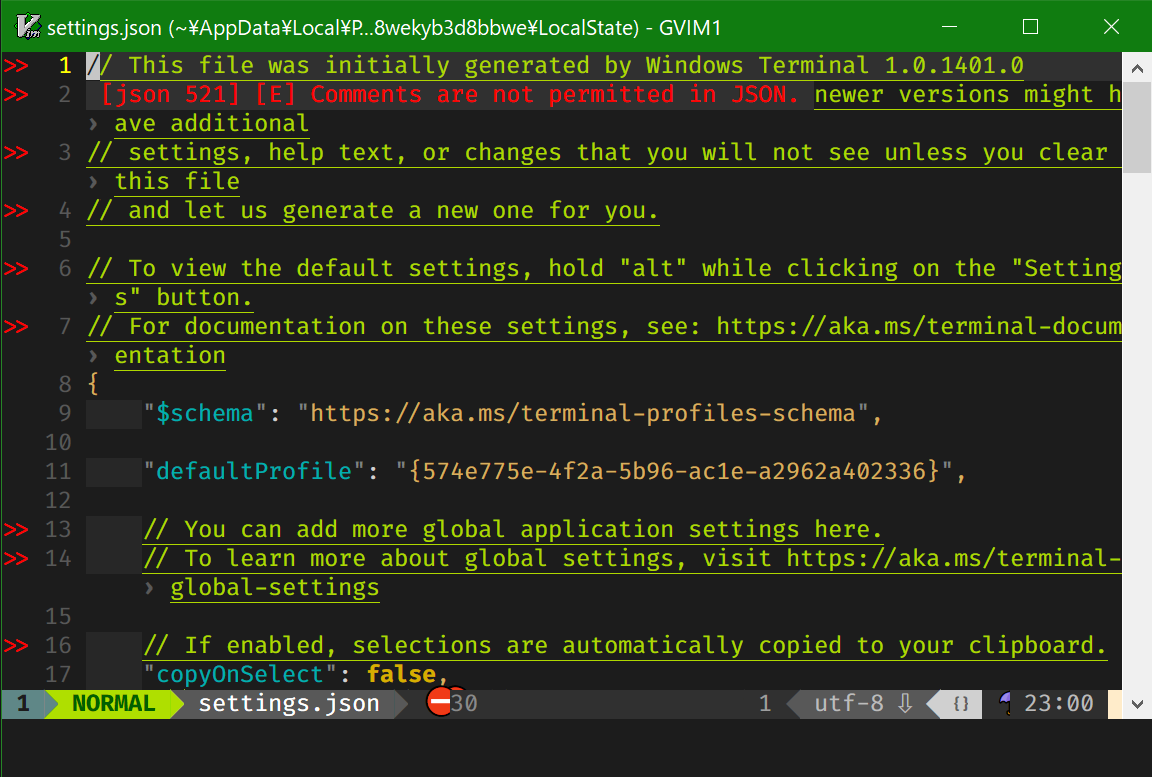 settings.json (~¥AppData¥Local¥P...8wekyb3d8bbwe¥LocalState) - GVIM1
>> 1 // This file was initially generated by Windows Terminal 1.0.1401.0
>> 2 [json 521] [E] Comments are not permitted in JSON. newer versions might h
› ave additional
>> 3 // settings, help text, or changes that you will not see unless you clear
› this file
>> 4 // and let us generate a new one for you.
5
>> 6 // To view the default settings, hold "alt" while clicking on the "Setting
› s" button.
>> 7 // For documentation on these settings, see: https://aka.ms/terminal-docum
› entation
8 {
9 "$schema": "https://aka.ms/terminal-profiles-schema",
10
11 "defaultProfile": "{574e775e-4f2a-5b96-ac1e-a2962a402336}",
12
>> 13 // You can add more global application settings here.
>> 14 // To learn more about global settings, visit https://aka.ms/terminal-
› global-settings
15
>> 16 // If enabled, selections are automatically copied to your clipboard.
17 "copyOnSelect": false,
1 NORMAL settings.json ⛔30 1 utf-8 ⇩ {} ☂ 23:00